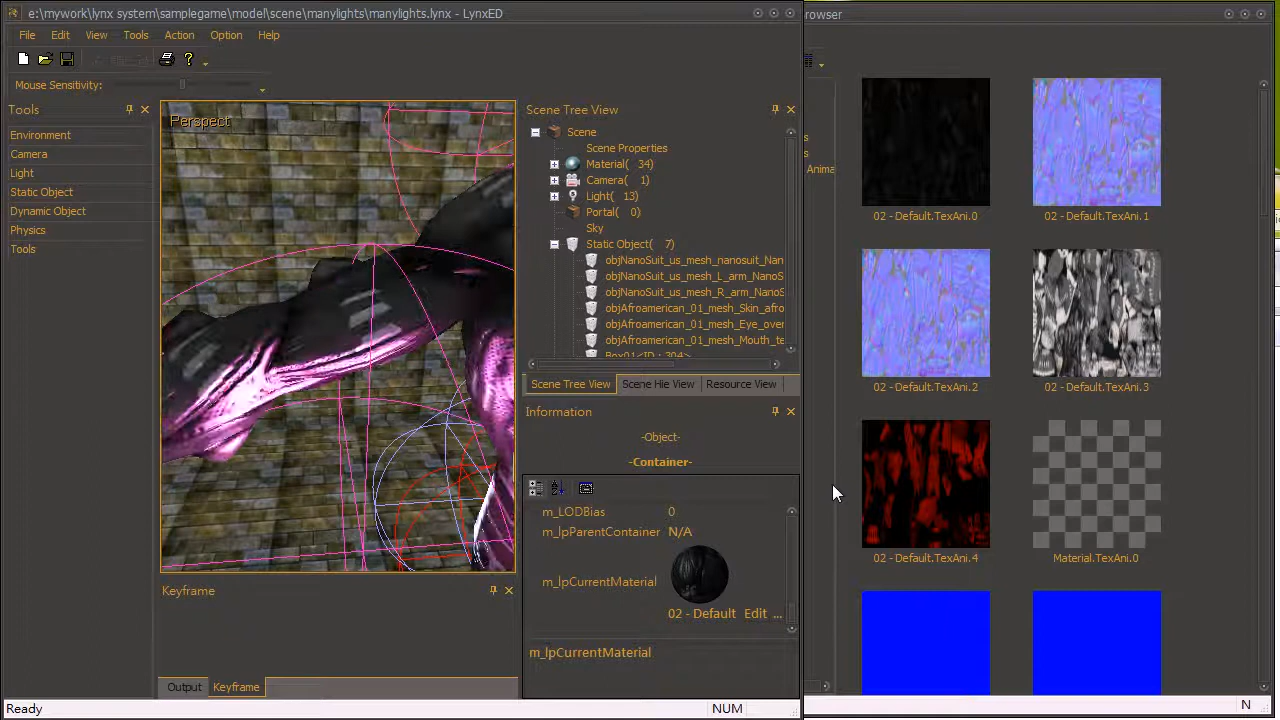 e:\mywork\lynx system\samplegame\model\scene\manylights\manylights.lynx - LynxED
File Edit View Tools Action Option Help
Mouse Sensitivity:
Tools
Environment
Camera
Light
Static Object
Dynamic Object
Physics
Tools
Perspect
Keyframe
Output Keyframe
Scene Tree View
Scene
Scene Properties
Material( 34)
Camera( 1)
Light( 13)
Portal( 0)
Sky
Static Object( 7)
objNanoSuit_us_mesh_nanosuit_Nan
objNanoSuit_us_mesh_L_arm_NanoS
objNanoSuit_us_mesh_R_arm_NanoS
objAfroamerican_01_mesh_Skin_afro
objAfroamerican_01_mesh_Eye_over
objAfroamerican_01_mesh_Mouth_te
Box01<ID : 304>
Scene Tree View Scene Hie View Resource View
Information
-Object-
-Container-
m_LODBias 0
m_lpParentContainer N/A
m_lpCurrentMaterial
02 - Default Edit ...
m_lpCurrentMaterial
Ready NUM
rowser
s
s
Anima
02 - Default.TexAni.0
02 - Default.TexAni.1
02 - Default.TexAni.2
02 - Default.TexAni.3
02 - Default.TexAni.4
Material.TexAni.0
N